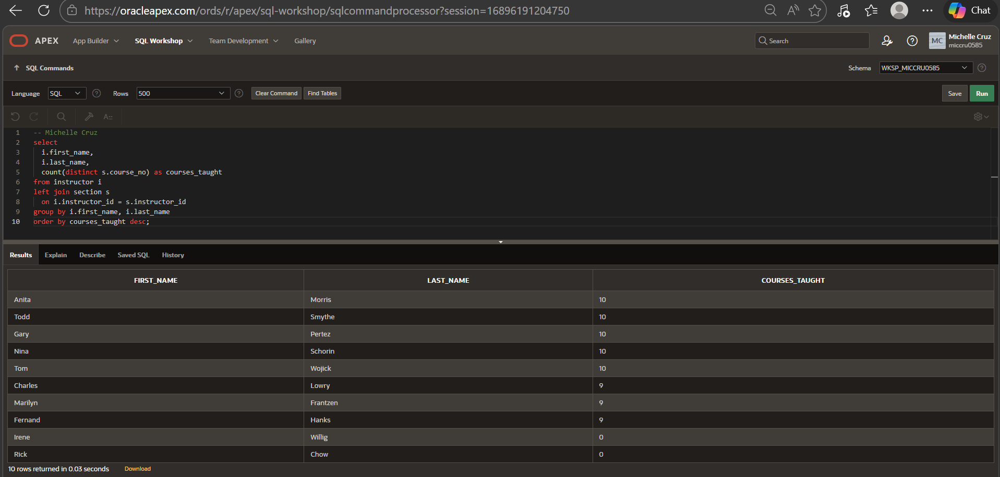 https://oracleapex.com/ords/r/apex/sql-workshop/sqlcommandprocessor?session=16896191204750
Chat
APEX App Builder SQL Workshop Team Development Gallery Search MC Michelle Cruz
miccru0585
SQL Commands Schema WKSP_MICCRU0585
Language SQL Rows 500 Clear Command Find Tables Save Run
1 -- Michelle Cruz
2 select
3 i.first_name,
4 i.last_name,
5 count(distinct s.course_no) as courses_taught
6 from instructor i
7 left join section s
8 on i.instructor_id = s.instructor_id
9 group by i.first_name, i.last_name
10 order by courses_taught desc;
Results Explain Describe Saved SQL History
FIRST_NAME LAST_NAME COURSES_TAUGHT
Anita Morris 10
Todd Smythe 10
Gary Pertez 10
Nina Schorin 10
Tom Wojick 10
Charles Lowry 9
Marilyn Frantzen 9
Fernand Hanks 9
Irene Willig 0
Rick Chow 0
10 rows returned in 0.03 seconds Download